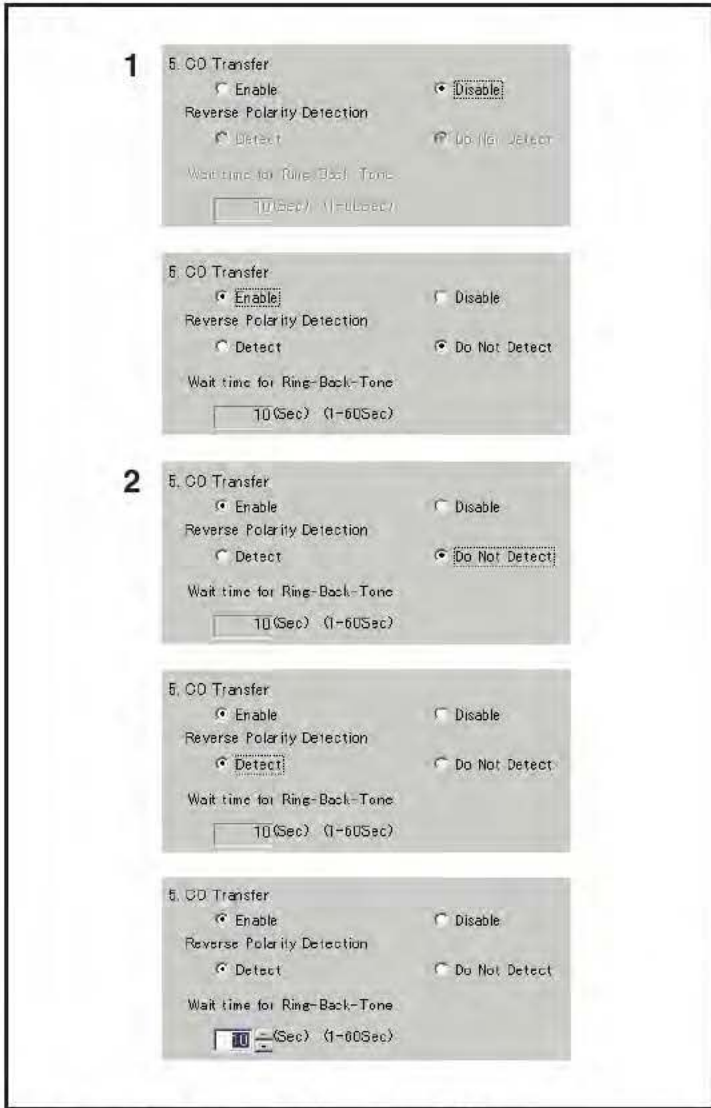 1
5. CO Transfer
Enable Disable
Reverse Polarity Detection
Detect Do Not Detect
Wait time for Ring-Back-Tone
10(Sec) (1-60Sec)
5. CO Transfer
Enable Disable
Reverse Polarity Detection
Detect Do Not Detect
Wait time for Ring-Back-Tone
10(Sec) (1-60Sec)
2
5. CO Transfer
Enable Disable
Reverse Polarity Detection
Detect Do Not Detect
Wait time for Ring-Back-Tone
10(Sec) (1-60Sec)
5. CO Transfer
Enable Disable
Reverse Polarity Detection
Detect Do Not Detect
Wait time for Ring-Back-Tone
10(Sec) (1-60Sec)
5. CO Transfer
Enable Disable
Reverse Polarity Detection
Detect Do Not Detect
Wait time for Ring-Back-Tone
10 (Sec) (1-60Sec)